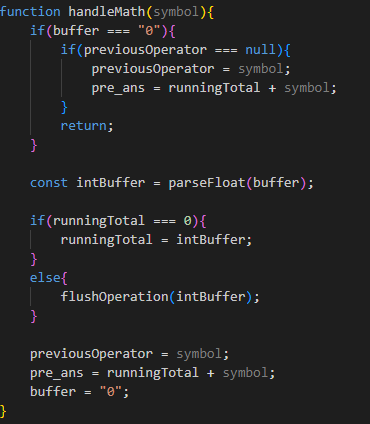 function handleMath(symbol){
    if(buffer === "0"){
        if(previousOperator === null){
            previousOperator = symbol;
            pre_ans = runningTotal + symbol;
        }
        return;
    }

    const intBuffer = parseFloat(buffer);

    if(runningTotal === 0){
        runningTotal = intBuffer;
    }
    else{
        flushOperation(intBuffer);
    }

    previousOperator = symbol;
    pre_ans = runningTotal + symbol;
    buffer = "0";
}